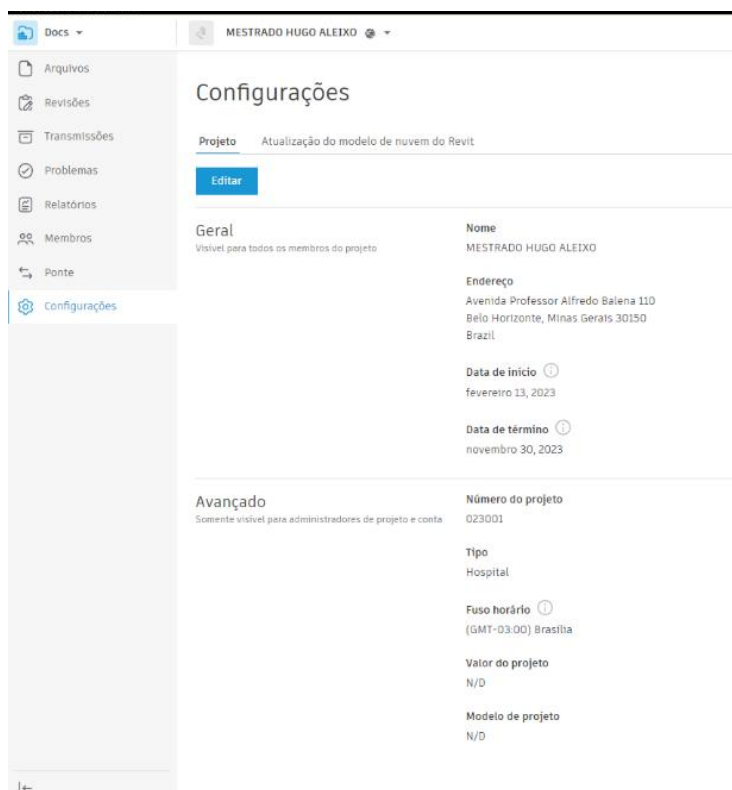 Docs
MESTRADO HUGO ALEIXO
Arquivos
Revisões
Transmissões
Problemas
Relatórios
Membros
Ponte
Configurações
Configurações
Projeto
Atualização do modelo de nuvem do Revit
Editar
Geral
Visível para todos os membros do projeto
Nome
MESTRADO HUGO ALEIXO
Endereço
Avenida Professor Alfredo Balena 110
Belo Horizonte, Minas Gerais 30150
Brazil
Data de início
fevereiro 13, 2023
Data de término
novembro 30, 2023
Avançado
Somente visível para administradores de projeto e conta
Número do projeto
023001
Tipo
Hospital
Fuso horário
(GMT-03:00) Brasília
Valor do projeto
N/D
Modelo de projeto
N/D